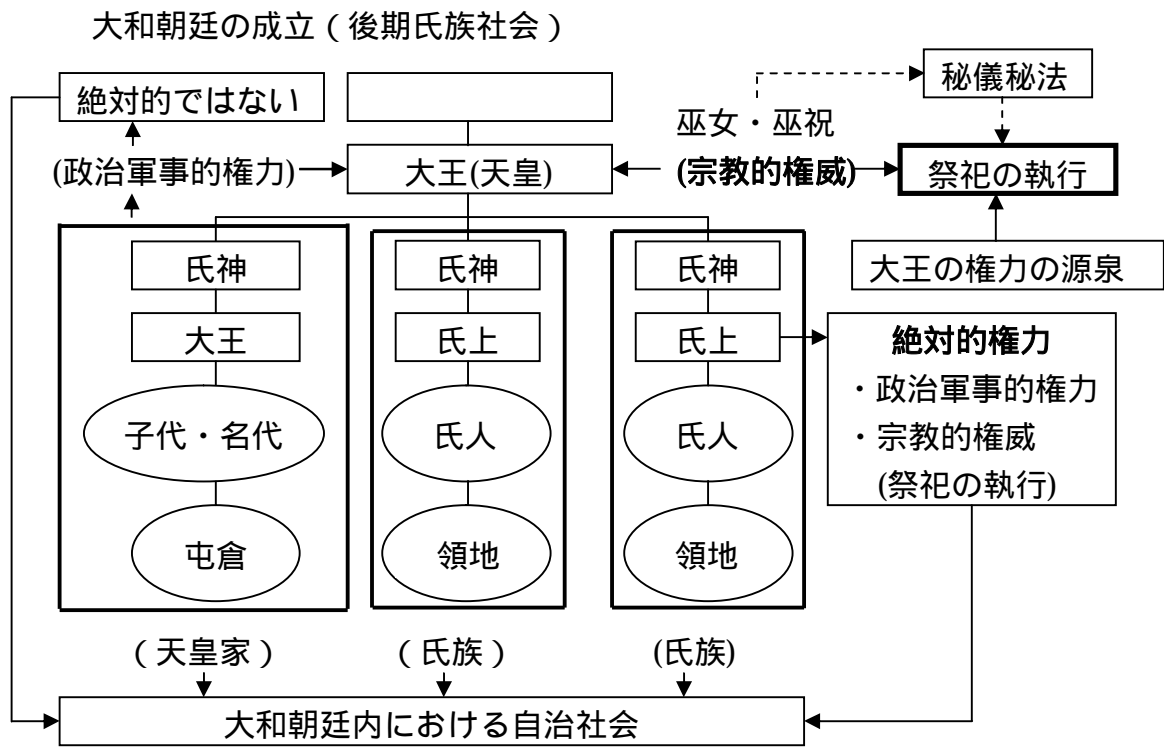 大和朝廷の成立（後期氏族社会）
絶対的ではない
秘儀秘法
巫女・巫祝
(政治軍事的権力)
大王(天皇)
(宗教的権威)
祭祀の執行
氏神
氏神
氏神
大王の権力の源泉
大王
氏上
氏上
絶対的権力
・政治軍事的権力
・宗教的権威
(祭祀の執行)
子代・名代
氏人
氏人
屯倉
領地
領地
（天皇家）
（氏族）
(氏族)
大和朝廷内における自治社会